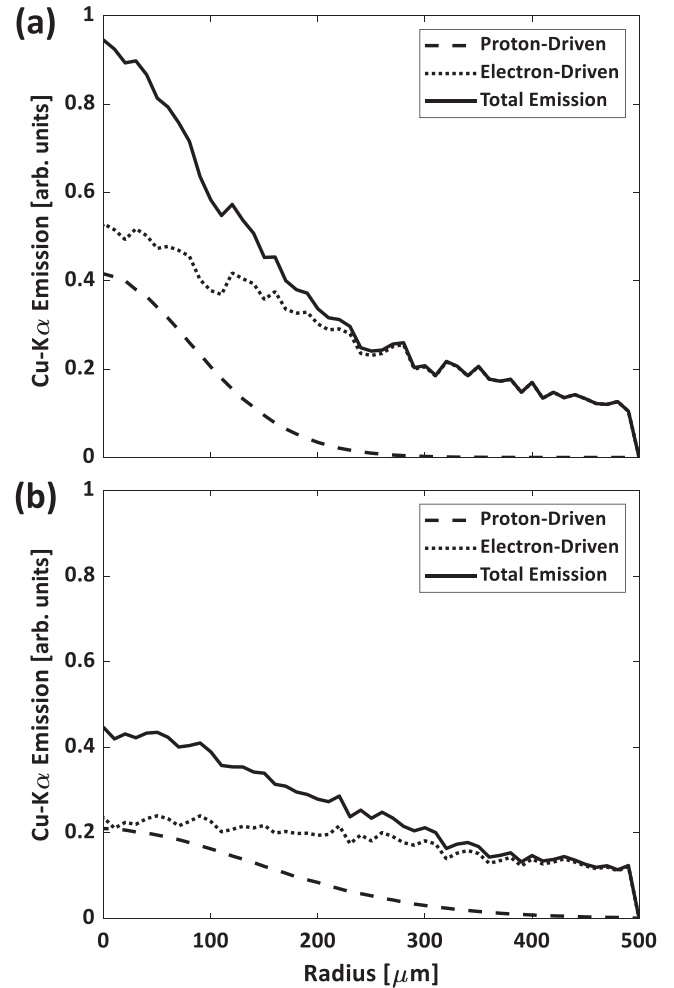 (a)
1
0.8
0.6
0.4
0.2
0
Cu-Kα Emission [arb. units]
Proton-Driven
Electron-Driven
Total Emission
(b)
1
0.8
0.6
0.4
0.2
0
Cu-Kα Emission [arb. units]
Proton-Driven
Electron-Driven
Total Emission
0 100 200 300 400 500
Radius [μm]